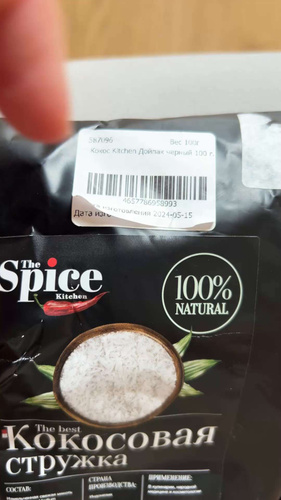 Вес 100г
Кокос Kitchen Дойпак черный 100 г.
4657786958993
Дата изготовления 2024-05-15
The
Spice
Kitchen
100%
NATURAL
The best
Кокосовая
стружка
СОСТАВ:
СТРАНА
ПРОИЗВОДСТВА:
ПРИМЕНЕНИЕ: